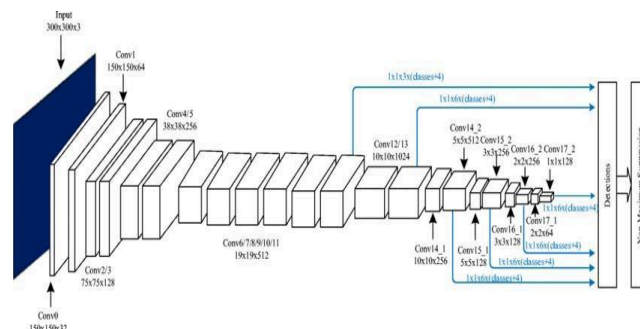 Input
300x300x3
Conv1
150x150x64
Conv4/5
38x38x256
1x1x3x(classes+4)
1x1x6x(classes+4)
Conv12/13
10x10x1024
Conv14_2
5x5x512
Conv15_2
3x3x256
Conv16_2
2x2x256
Conv17_2
1x1x128
1x1x6x(classes+4)
Detections
Conv6/7/8/9/10/11
19x19x512
Conv14_1
10x10x256
Conv15_1
5x5x128
Conv16_1
3x3x128
Conv17_1
2x2x64
1x1x6x(classes+4)
1x1x6x(classes+4)
1x1x6x(classes+4)
Conv2/3
75x75x128
Conv0
150x150x32